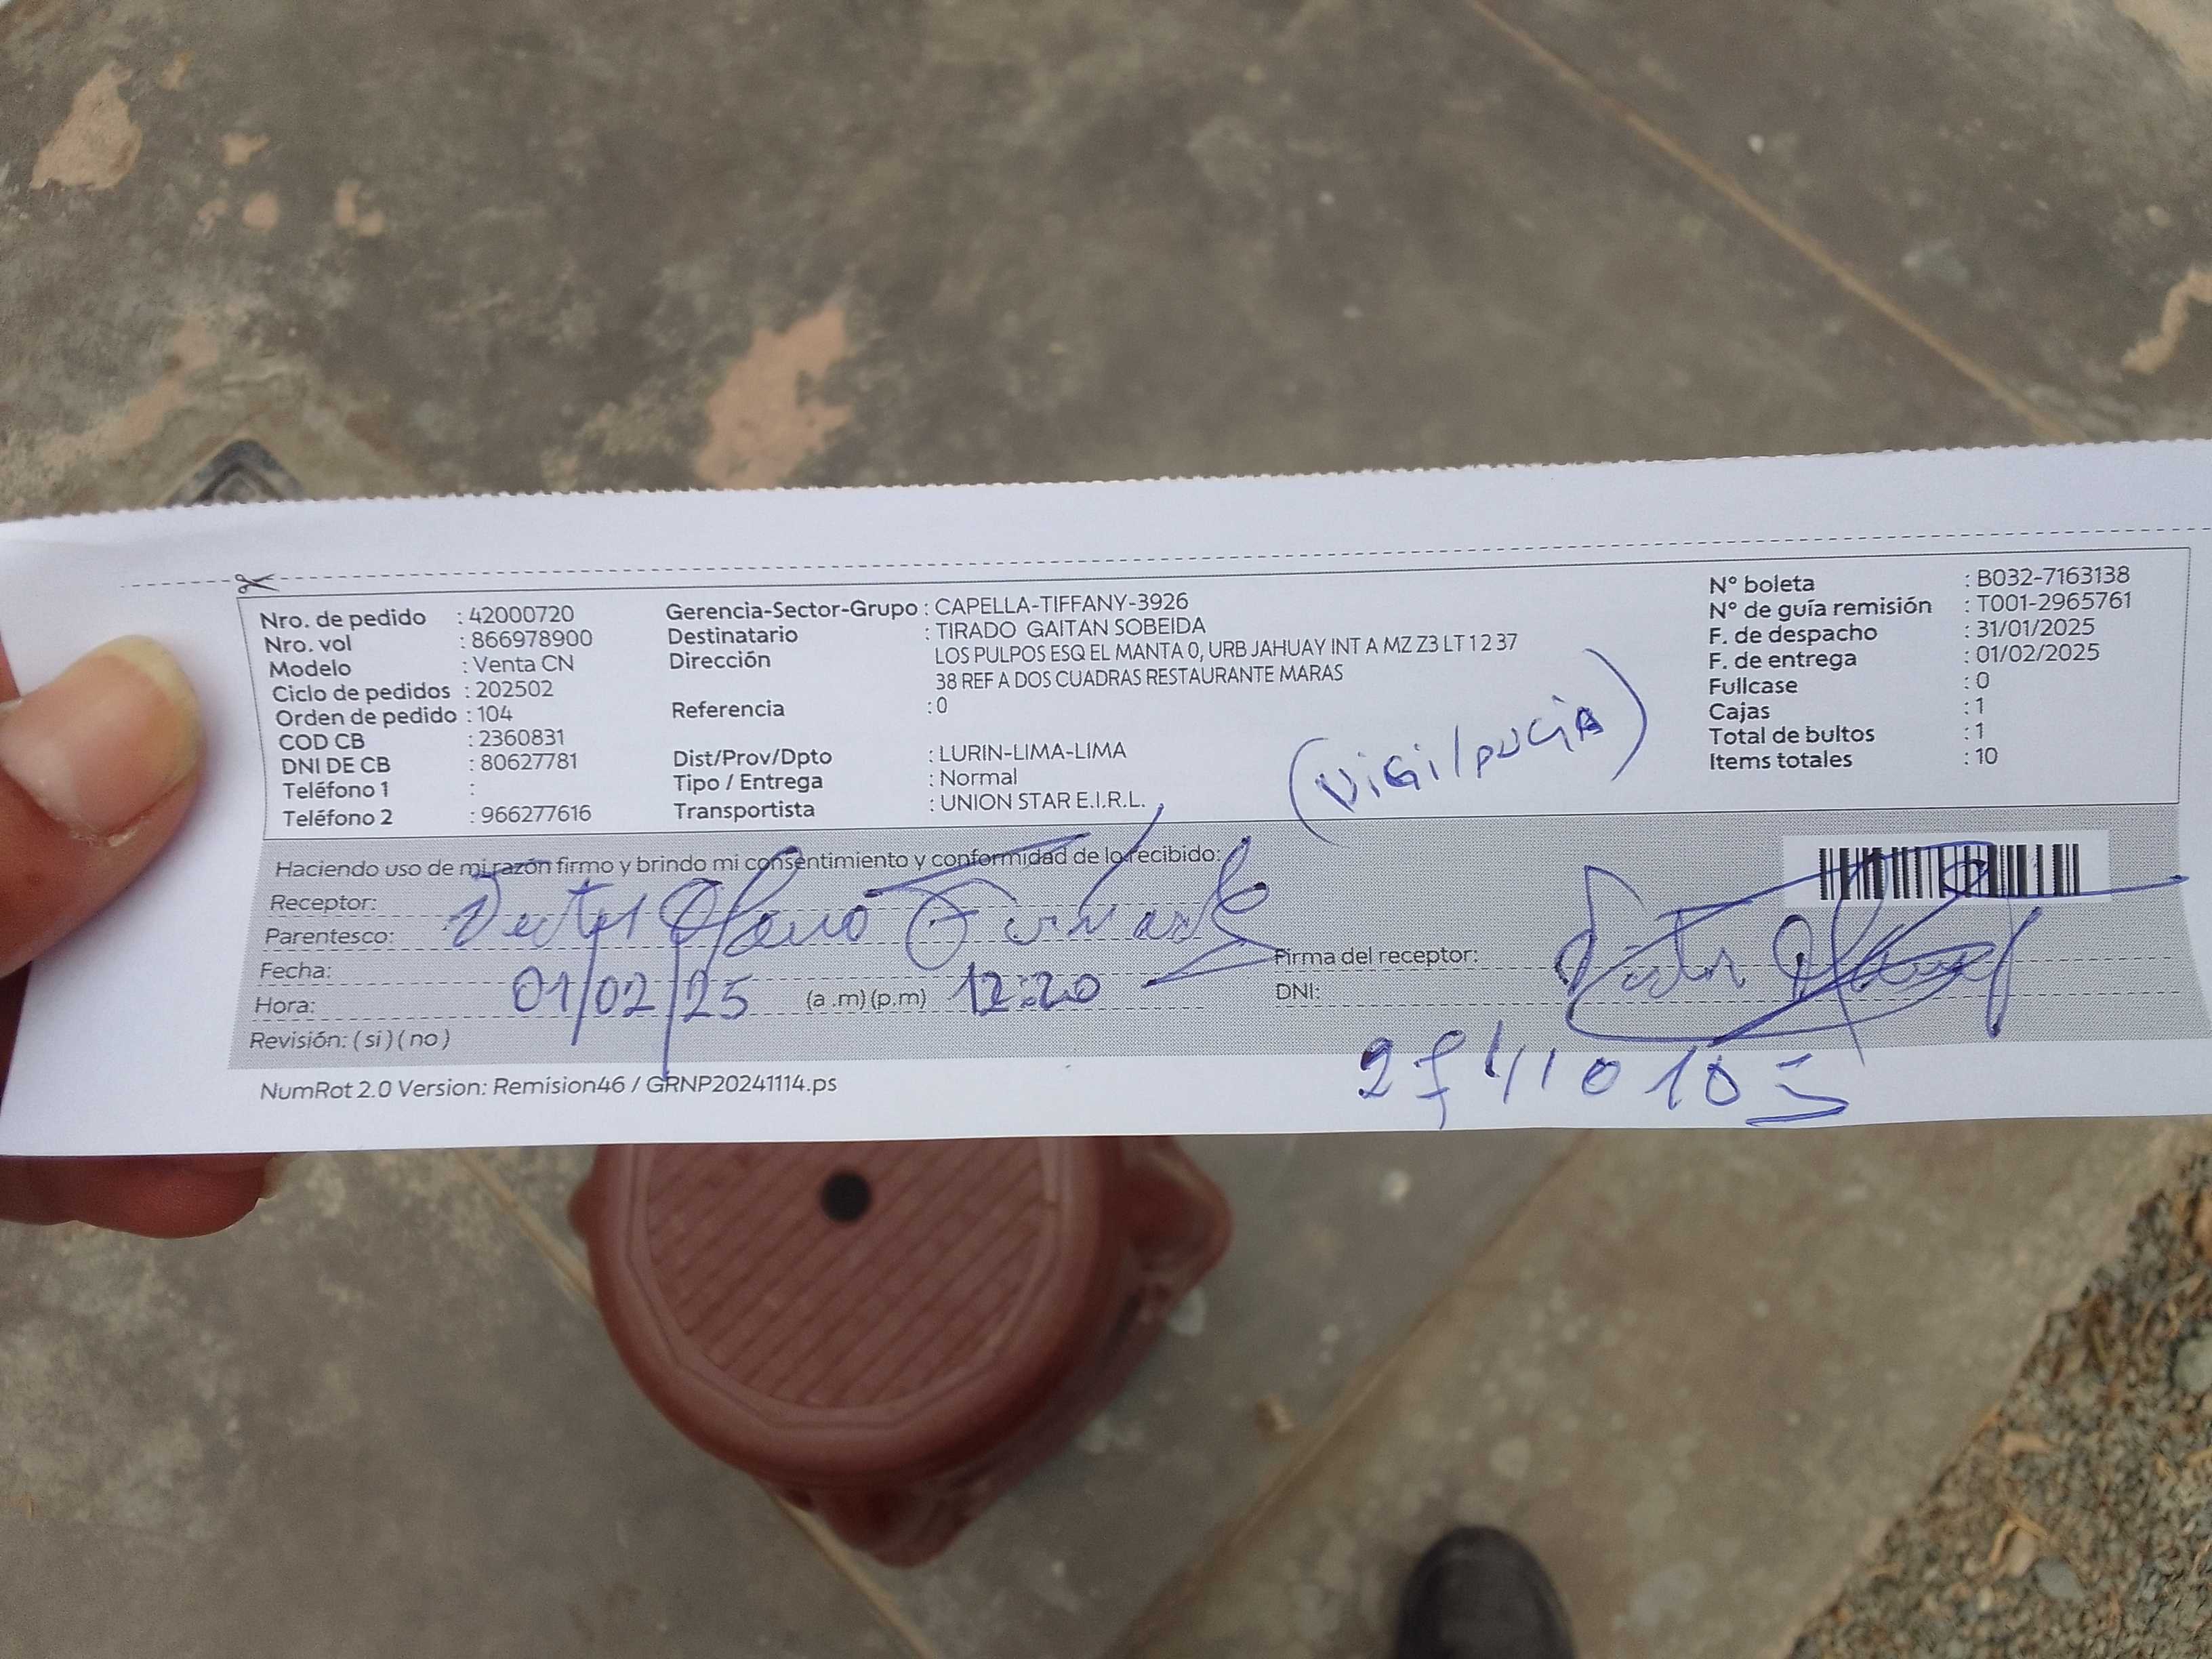 Nro. de pedido : 42000720
Nro. vol : 866978900
Modelo : Venta CN
Ciclo de pedidos : 202502
Orden de pedido : 104
COD CB : 2360831
DNI DE CB : 80627781
Teléfono 1 :
Teléfono 2 : 966277616
Gerencia-Sector-Grupo : CAPELLA-TIFFANY-3926
Destinatario : TIRADO GAITAN SOBEIDA
Dirección LOS PULPOS ESQ EL MANTA 0, URB JAHUAY INT A MZ Z3 LT 12 37
38 REF A DOS CUADRAS RESTAURANTE MARAS
Referencia : 0
Dist/Prov/Dpto : LURIN-LIMA-LIMA
Tipo / Entrega : Normal
Transportista : UNION STAR E.I.R.L.
N° boleta : B032-7163138
N° de guía remisión : T001-2965761
F. de despacho : 31/01/2025
F. de entrega : 01/02/2025
Fullcase : 0
Cajas : 1
Total de bultos : 1
Items totales : 10
Haciendo uso de mi razón firmo y brindo mi consentimiento y conformidad de lo recibido:
Receptor:
Parentesco:
Fecha: 01/02/25
Hora: (a .m) (p.m) 12:20
Revisión: ( si ) ( no )
Firma del receptor:
DNI:
NumRot 2.0 Version: Remision46 / GRNP20241114.ps